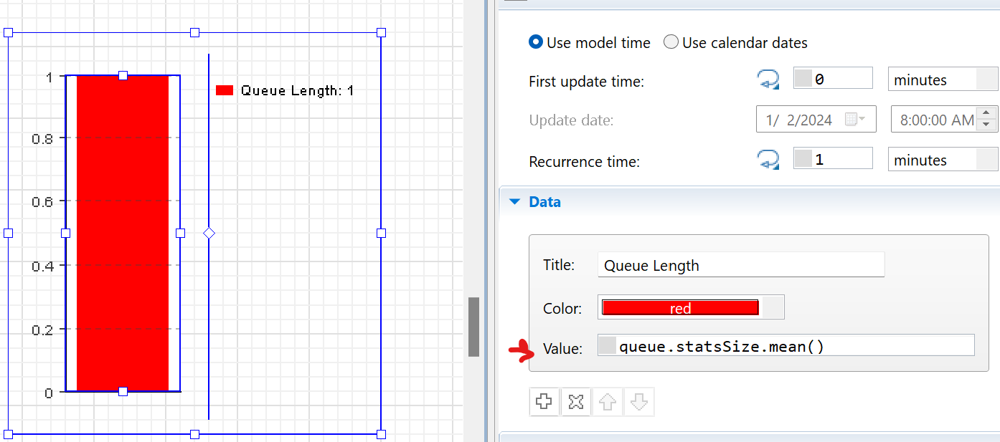 1
0.8
0.6
0.4
0.2
0
Queue Length: 1
Use model time Use calendar dates
First update time: 0 minutes
Update date: 1/ 2/2024 8:00:00 AM
Recurrence time: 1 minutes
Data
Title: Queue Length
Color: red
Value: queue.statsSize.mean()